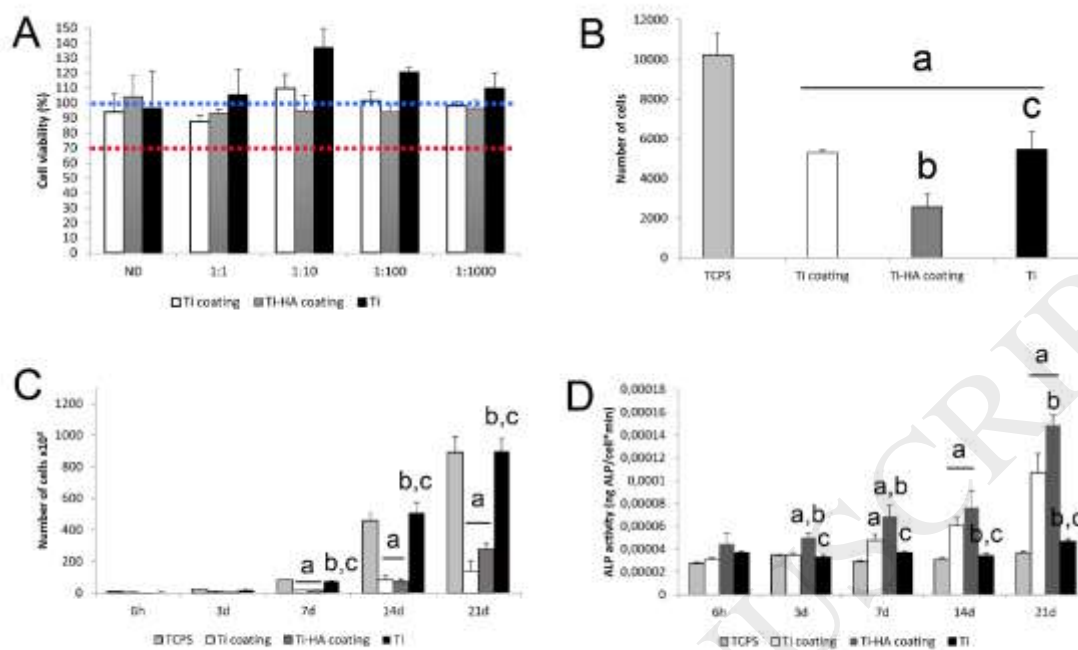 A
Cell viability (%)
150
140
130
120
110
100
90
80
70
60
50
40
30
20
10
0
ND 1:1 1:10 1:100 1:1000
Ti coating Ti-HA coating Ti
B
Number of cells
12000
10000
8000
6000
4000
2000
0
a
b
c
TCPS Ti coating Ti-HA coating Ti
C
Number of cells x10²
1200
1000
800
600
400
200
0
a b,c
a b,c
a b,c
6h 3d 7d 14d 21d
TCPS Ti coating Ti-HA coating Ti
D
ALP activity (ng ALP/cell*min)
0,00018
0,00016
0,00014
0,00012
0,0001
0,00008
0,00006
0,00004
0,00002
0
a,b
c
a
a,b
c
a
b,c
a
b
b,c
6h 3d 7d 14d 21d
TCPS Ti coating Ti-HA coating Ti